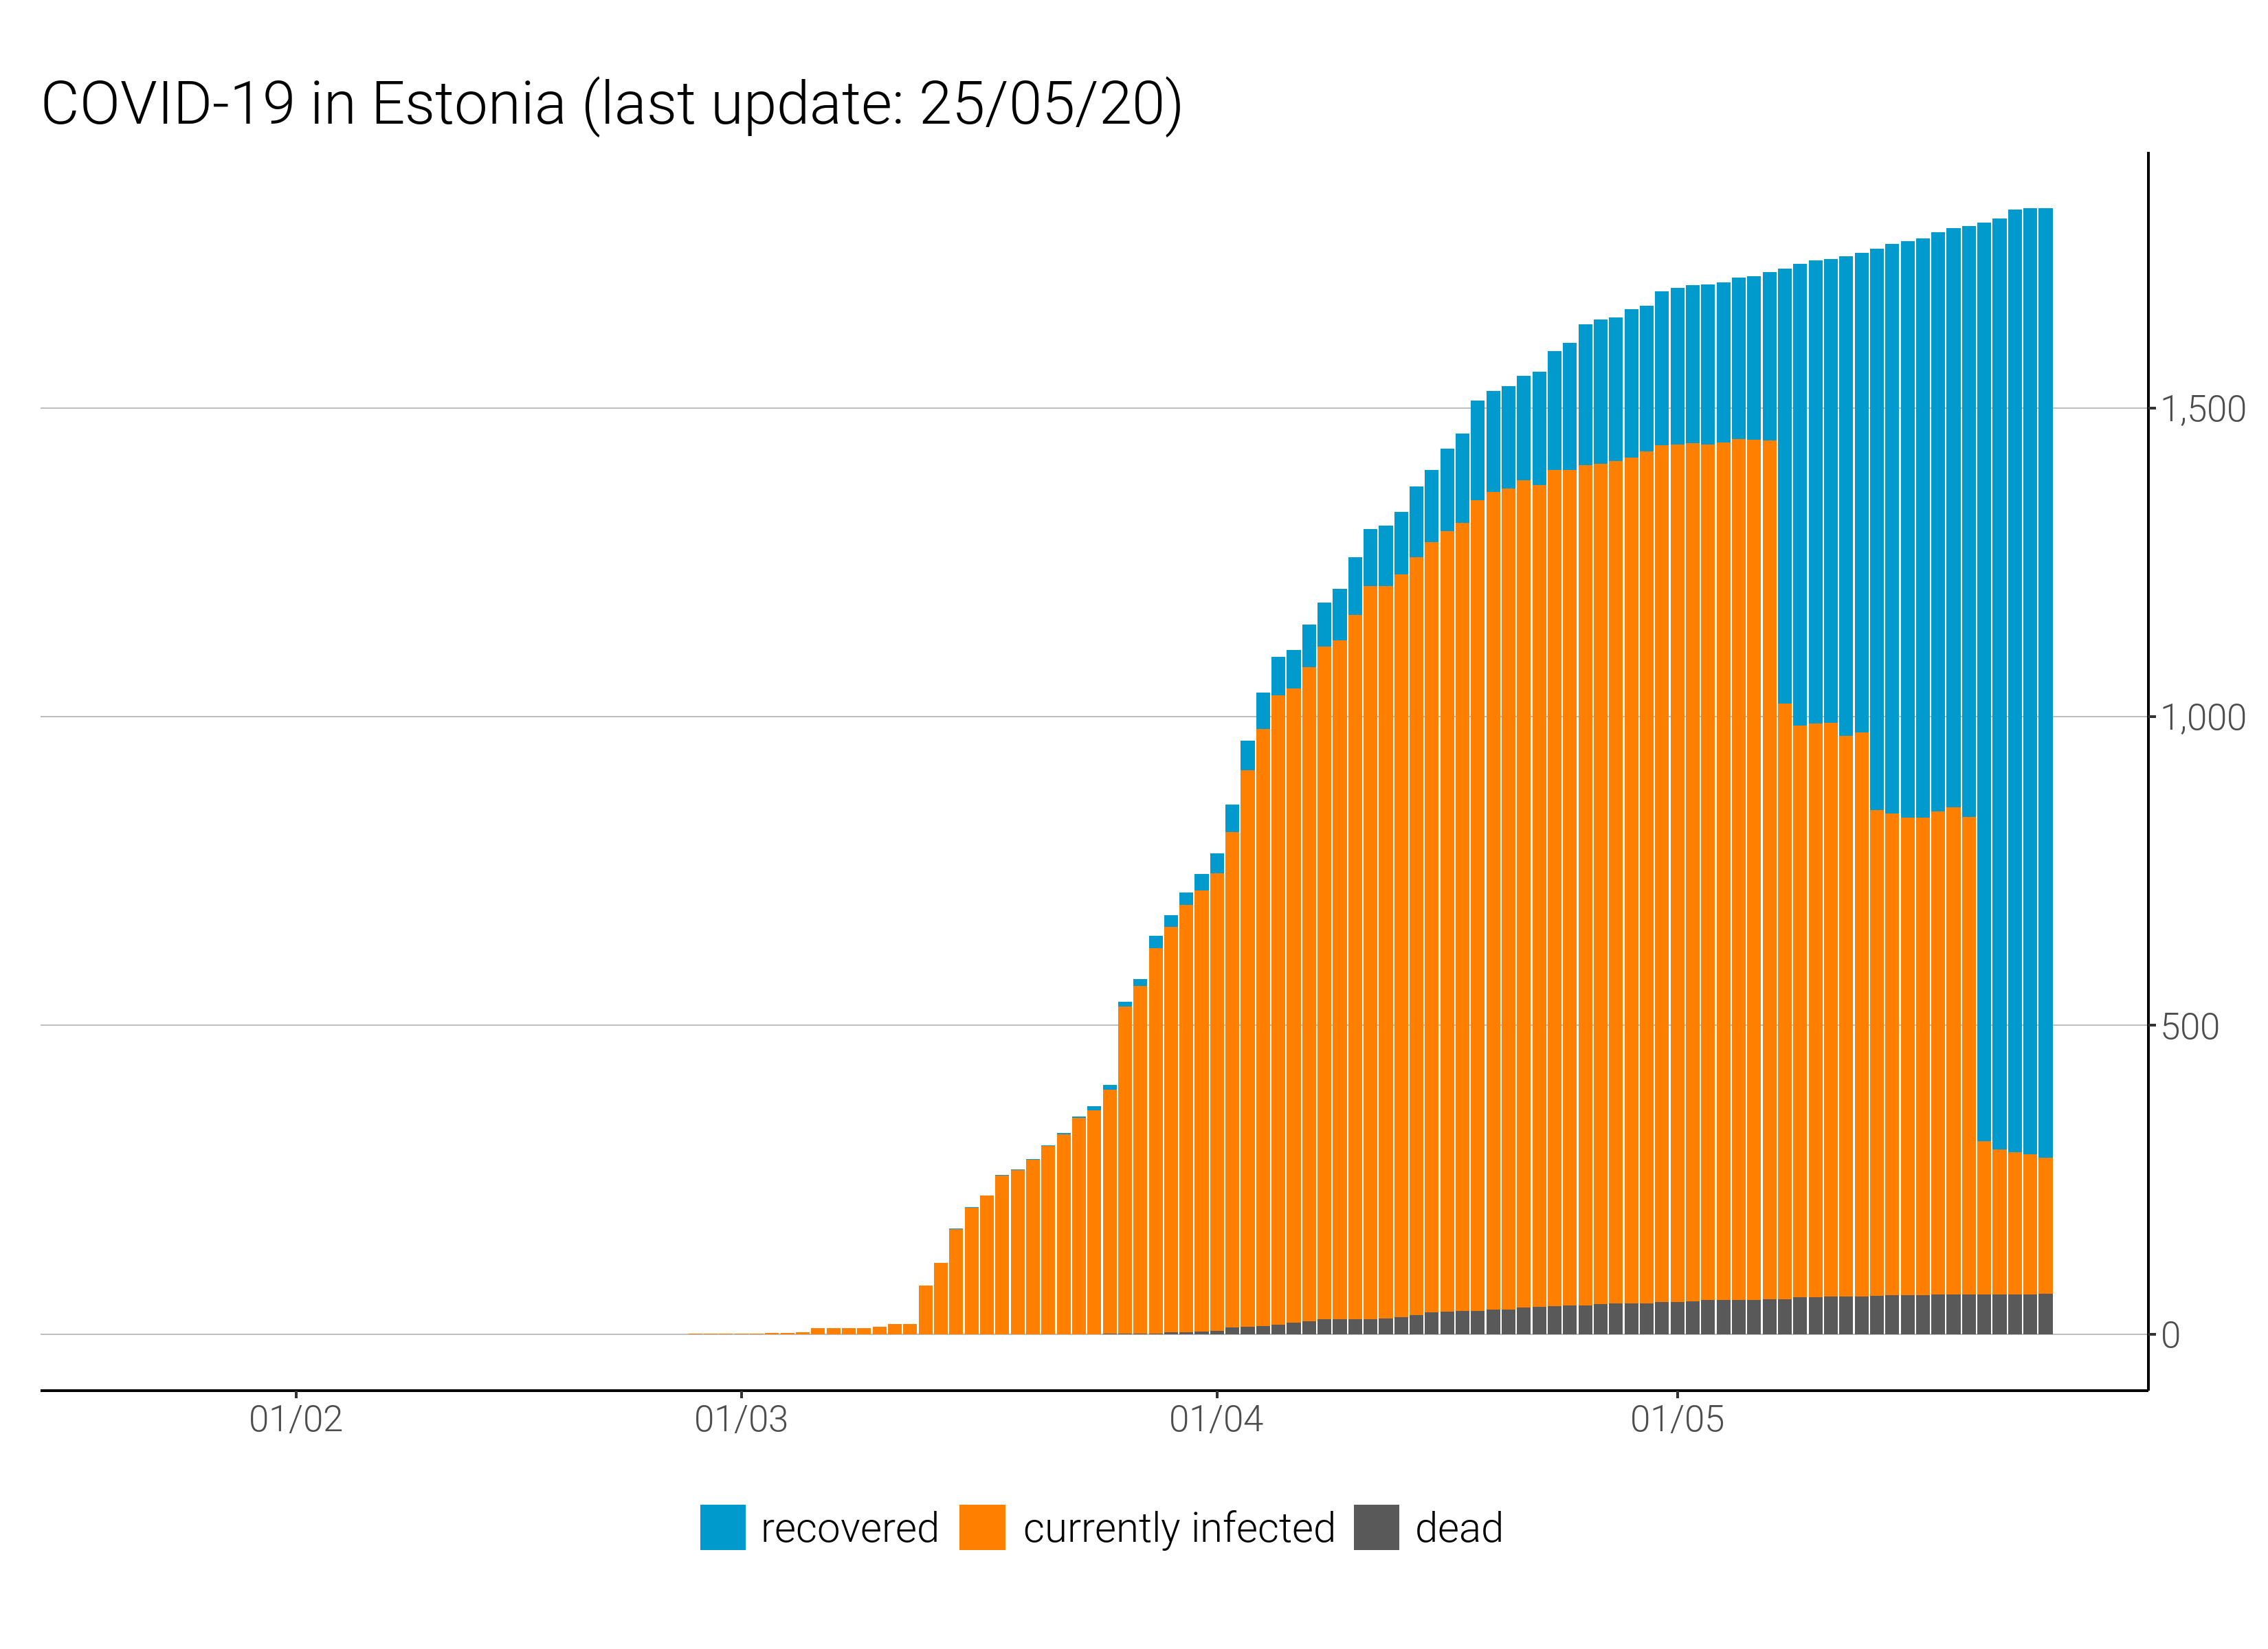 COVID-19 in Estonia (last update: 25/05/20)
1,500
1,000
500
0
01/02 01/03 01/04 01/05
recovered currently infected dead